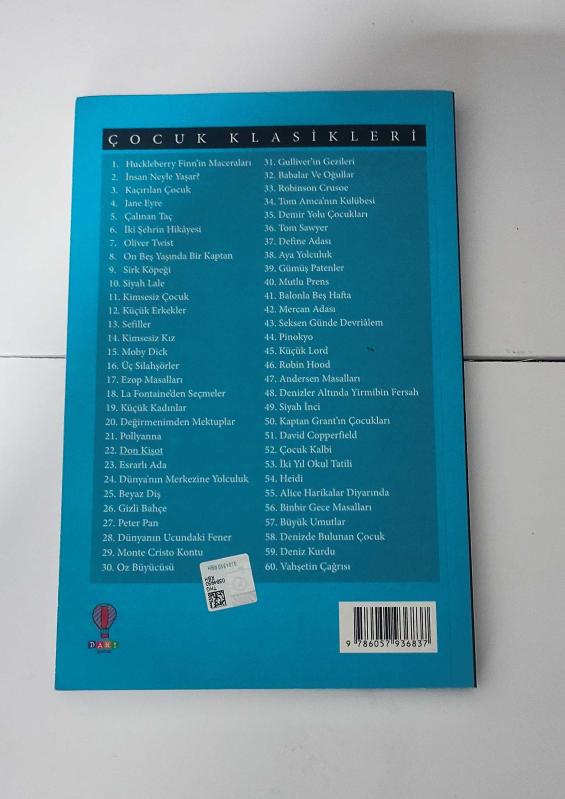 ÇOCUK KLASİKLERİ
1. Huckleberry Finn'in Maceraları
2. İnsan Neyle Yaşar?
3. Kaçırılan Çocuk
4. Jane Eyre
5. Çalınan Taç
6. İki Şehrin Hikâyesi
7. Oliver Twist
8. On Beş Yaşında Bir Kaptan
9. Sirk Köpeği
10. Siyah Lale
11. Kimsesiz Çocuk
12. Küçük Erkekler
13. Sefiller
14. Kimsesiz Kız
15. Moby Dick
16. Üç Silahşörler
17. Ezop Masalları
18. La Fontaine'den Seçmeler
19. Küçük Kadınlar
20. Değirmenimden Mektuplar
21. Pollyanna
22. Don Kişot
23. Esrarlı Ada
24. Dünya'nın Merkezine Yolculuk
25. Beyaz Diş
26. Gizli Bahçe
27. Peter Pan
28. Dünyanın Ucundaki Fener
29. Monte Cristo Kontu
30. Oz Büyücüsü
31. Gulliver'in Gezileri
32. Babalar Ve Oğullar
33. Robinson Crusoe
34. Tom Amca'nın Kulübesi
35. Demir Yolu Çocukları
36. Tom Sawyer
37. Define Adası
38. Aya Yolculuk
39. Gümüş Patenler
40. Mutlu Prens
41. Balonla Beş Hafta
42. Mercan Adası
43. Seksen Günde Devriâlem
44. Pinokyo
45. Küçük Lord
46. Robin Hood
47. Andersen Masalları
48. Denizler Altında Yirmibin Fersah
49. Siyah İnci
50. Kaptan Grant'ın Çocukları
51. David Copperfield
52. Çocuk Kalbi
53. İki Yıl Okul Tatili
54. Heidi
55. Alice Harikalar Diyarında
56. Binbir Gece Masalları
57. Büyük Umutlar
58. Denizde Bulunan Çocuk
59. Deniz Kurdu
60. Vahşetin Çağrısı
DAHİ
9 786057 936837